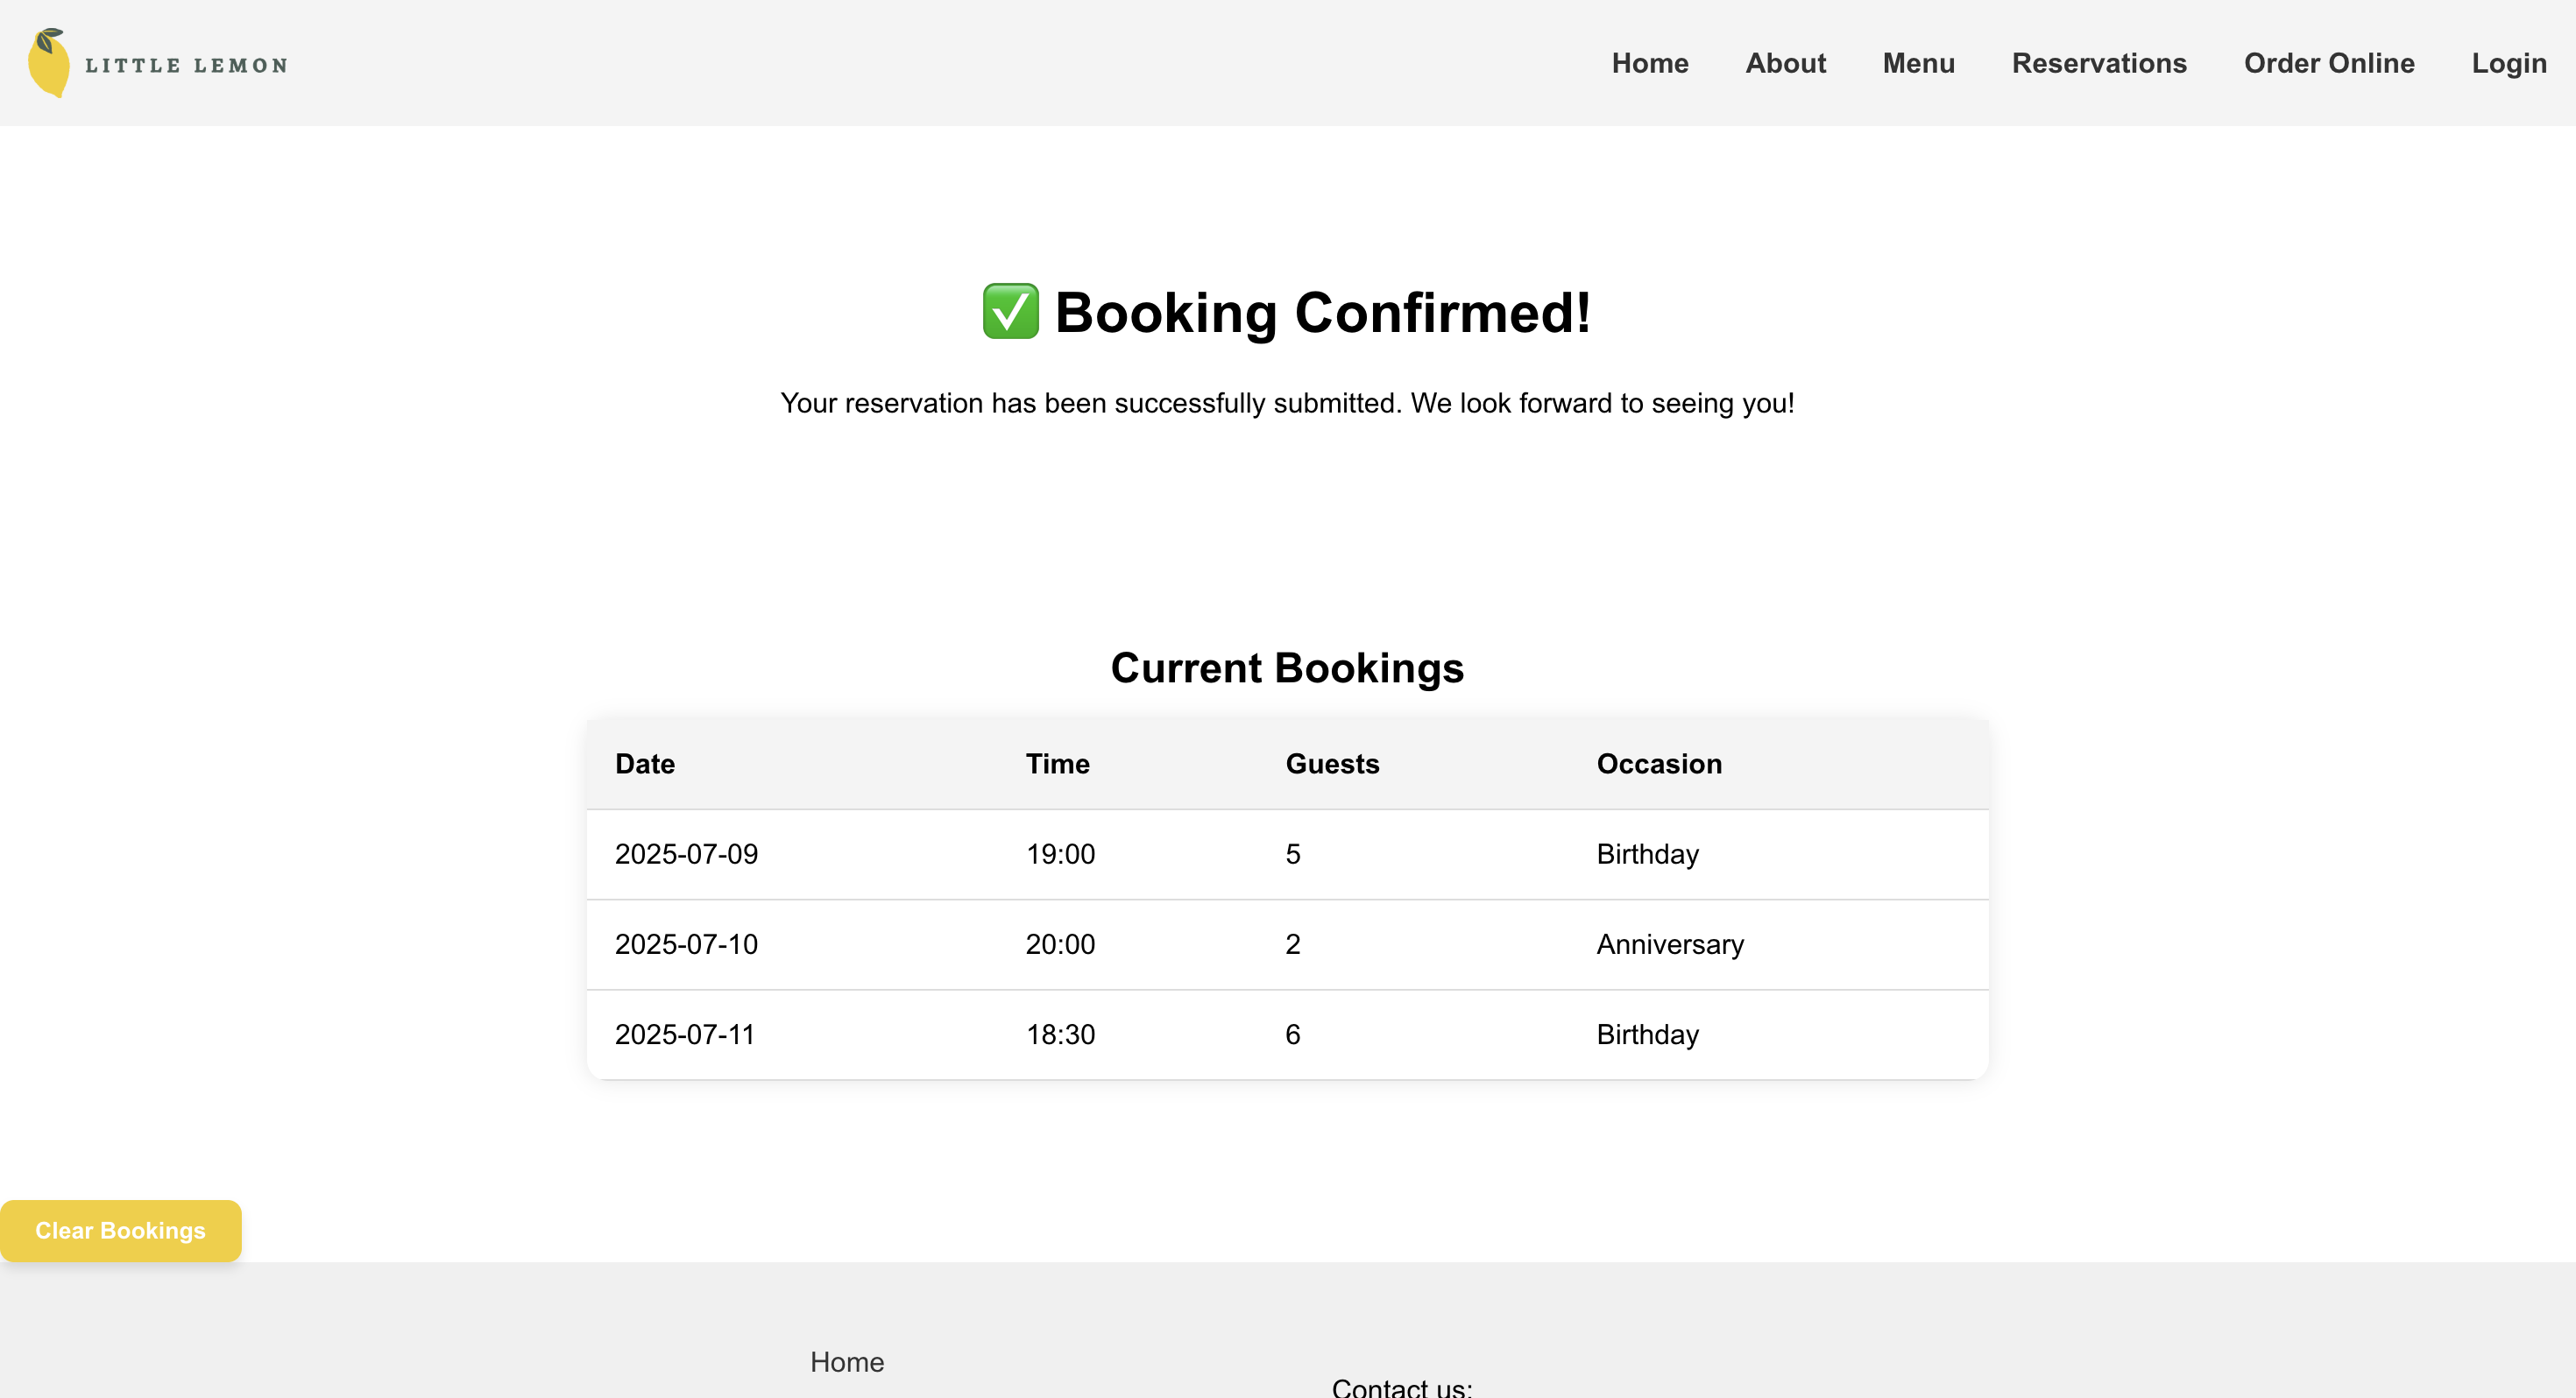 LITTLE LEMON
Home About Menu Reservations Order Online Login
✅ Booking Confirmed!
Your reservation has been successfully submitted. We look forward to seeing you!
Current Bookings
Date Time Guests Occasion
2025-07-09 19:00 5 Birthday
2025-07-10 20:00 2 Anniversary
2025-07-11 18:30 6 Birthday
Clear Bookings
Home
Contact us: